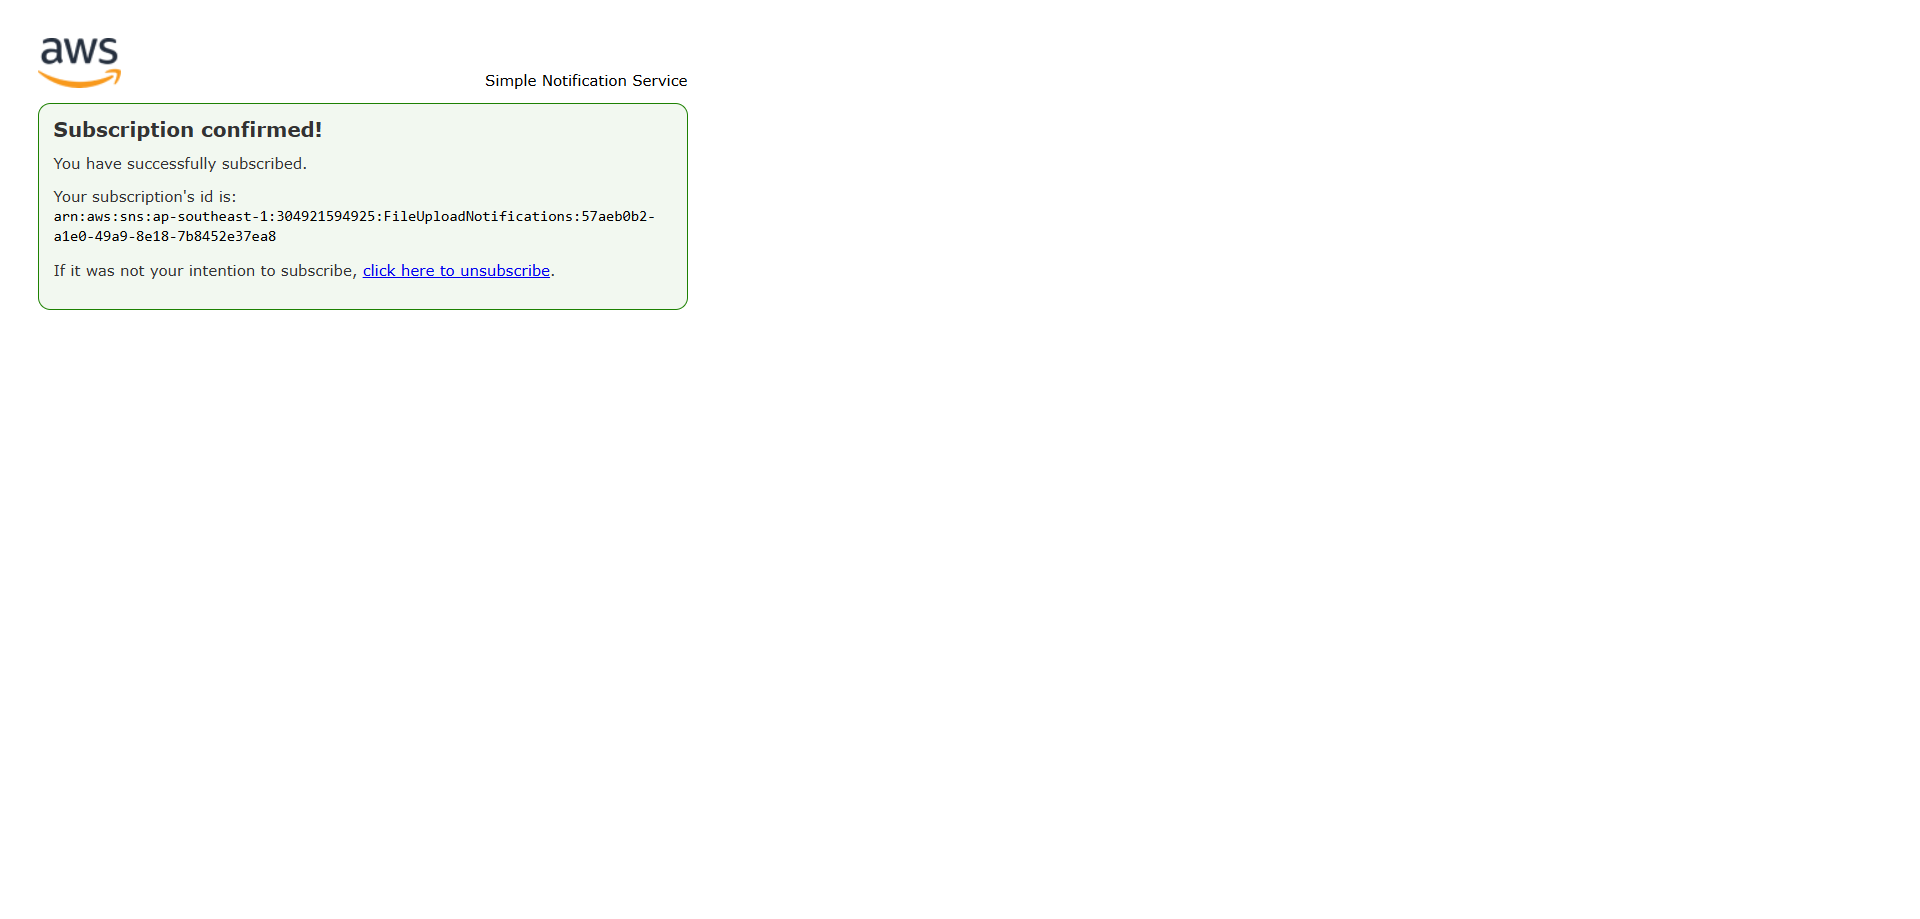 aws
Simple Notification Service
Subscription confirmed!
You have successfully subscribed.
Your subscription's id is:
arn:aws:sns:ap-southeast-1:304921594925:FileUploadNotifications:57aeb0b2-
a1e0-49a9-8e18-7b8452e37ea8
If it was not your intention to subscribe, click here to unsubscribe.